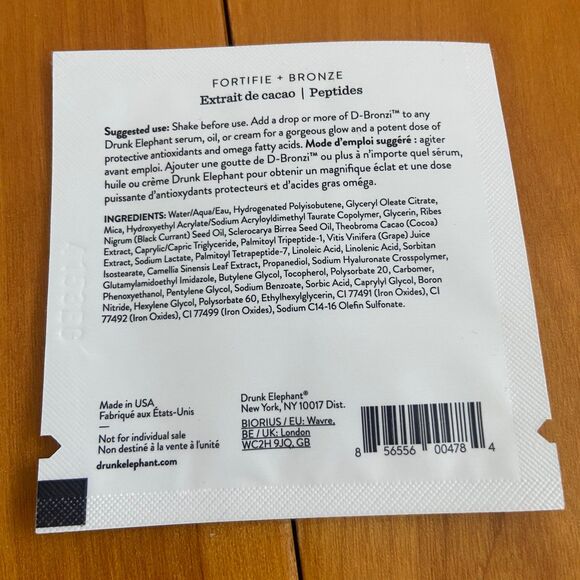 FORTIFIE + BRONZE
Extrait de cacao | Peptides
Suggested use: Shake before use. Add a drop or more of D-Bronzi™ to any
Drunk Elephant serum, oil, or cream for a gorgeous glow and a potent dose of
protective antioxidants and omega fatty acids. Mode d'emploi suggéré : agiter
avant emploi. Ajouter une goutte de D-Bronzi™ ou plus à n'importe quel sérum,
huile ou crème Drunk Elephant pour obtenir un magnifique éclat et une dose
puissante d'antioxydants protecteurs et d'acides gras oméga.
INGREDIENTS: Water/Aqua/Eau, Hydrogenated Polyisobutene, Glyceryl Oleate Citrate,
Mica, Hydroxyethyl Acrylate/Sodium Acryloyldimethyl Taurate Copolymer, Glycerin, Ribes
Nigrum (Black Currant) Seed Oil, Sclerocarya Birrea Seed Oil, Theobroma Cacao (Cocoa)
Extract, Caprylic/Capric Triglyceride, Palmitoyl Tripeptide-1, Vitis Vinifera (Grape) Juice
Extract, Sodium Lactate, Palmitoyl Tetrapeptide-7, Linoleic Acid, Linolenic Acid, Sorbitan
Isostearate, Camellia Sinensis Leaf Extract, Propanediol, Sodium Hyaluronate Crosspolymer,
Glutamylamidoethyl Imidazole, Butylene Glycol, Tocopherol, Polysorbate 20, Carbomer,
Phenoxyethanol, Pentylene Glycol, Sodium Benzoate, Sorbic Acid, Caprylyl Glycol, Boron
Nitride, Hexylene Glycol, Polysorbate 60, Ethylhexylglycerin, CI 77491 (Iron Oxides), CI
77492 (Iron Oxides), CI 77499 (Iron Oxides), Sodium C14-16 Olefin Sulfonate.
Made in USA
Fabriqué aux États-Unis
Not for individual sale
Non destiné à la vente à l'unité
drunkelephant.com
Drunk Elephant®
New York, NY 10017 Dist.
BIORIUS / EU: Wavre,
BE / UK: London
WC2H 9JQ, GB
8 56556 00478 4